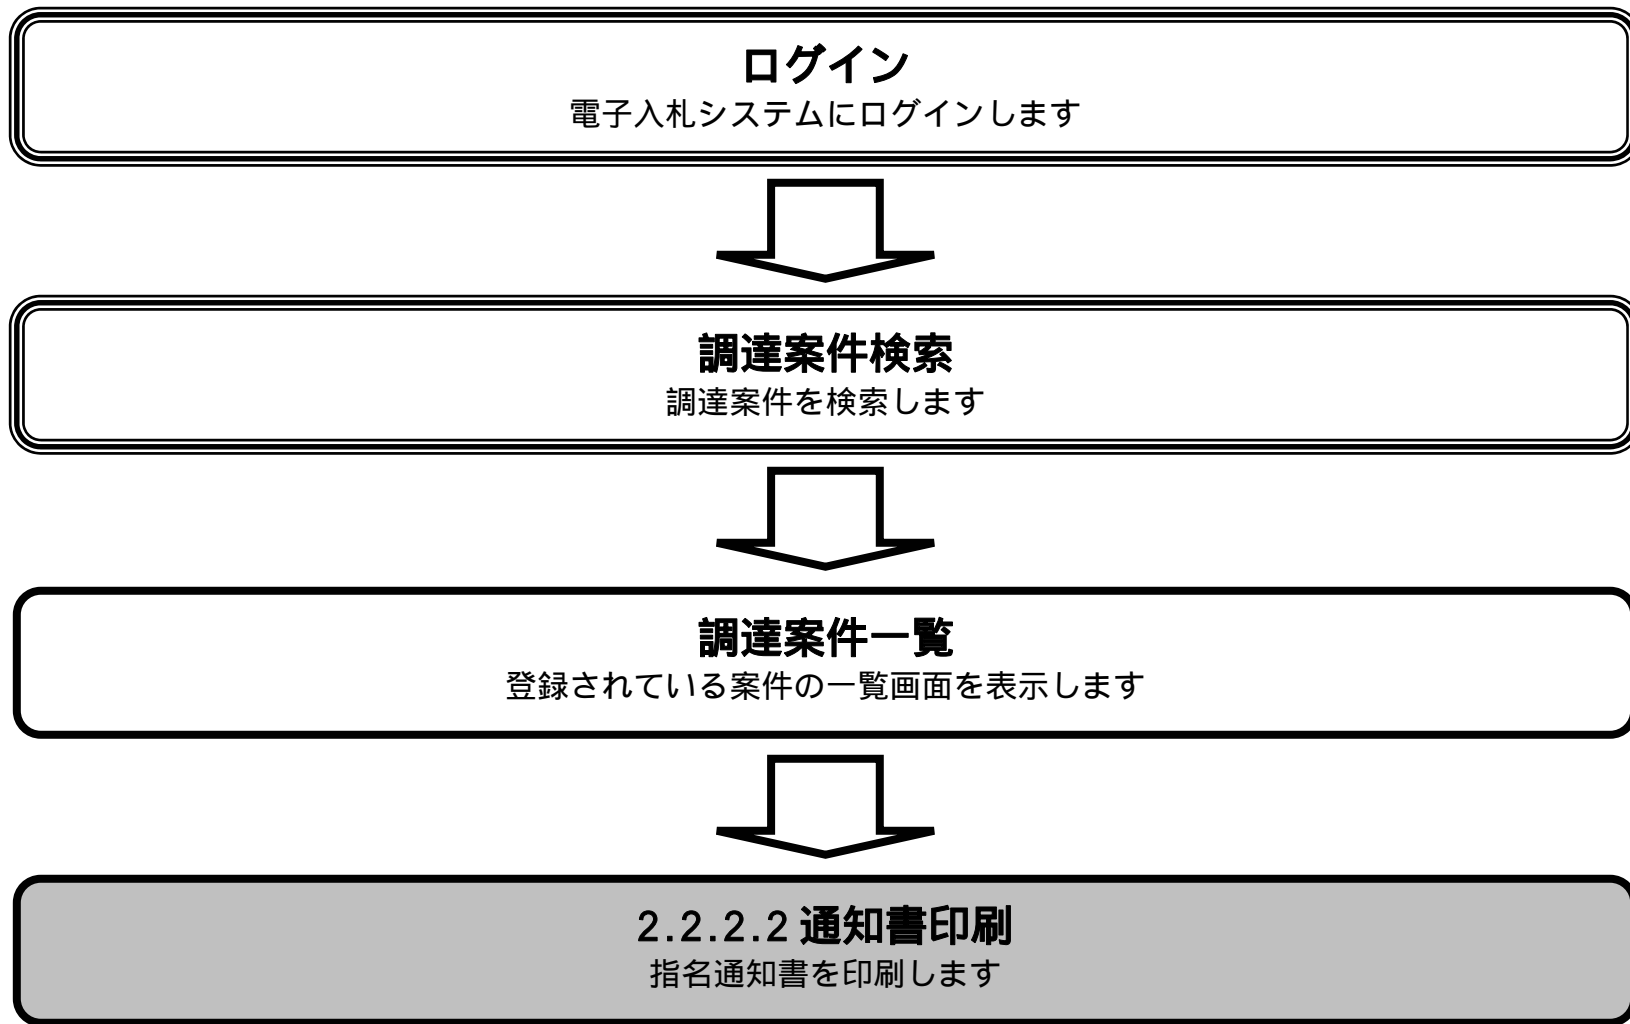 ログイン
電子入札システムにログインします
調達案件検索
調達案件を検索します
調達案件一覧
登録されている案件の一覧画面を表示します
2.2.2.2 通知書印刷
指名通知書を印刷します